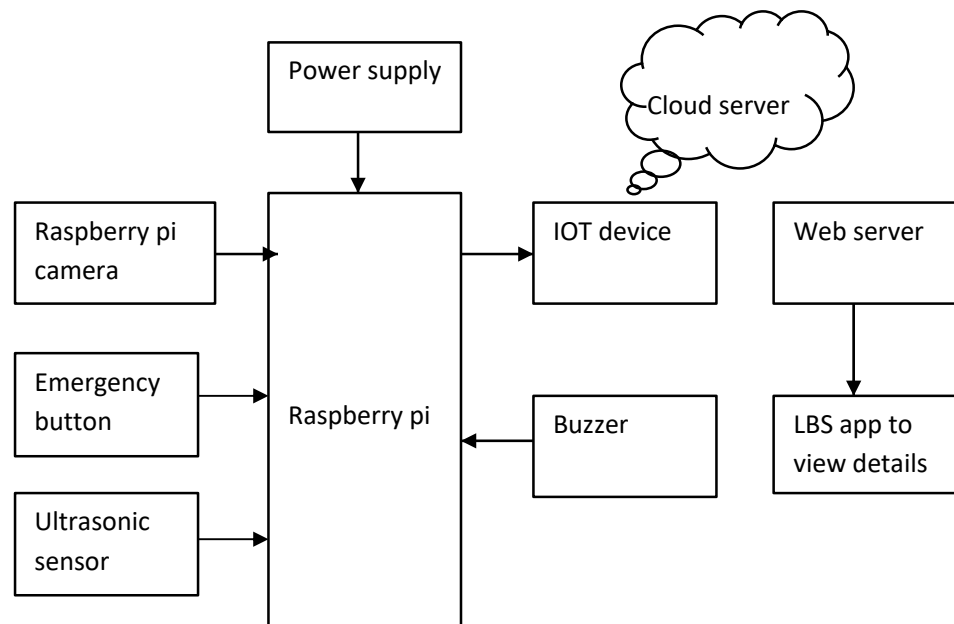 Power supply
Cloud server
Raspberry pi
camera
IOT device
Web server
Emergency
button
Raspberry pi
Buzzer
LBS app to
view details
Ultrasonic
sensor